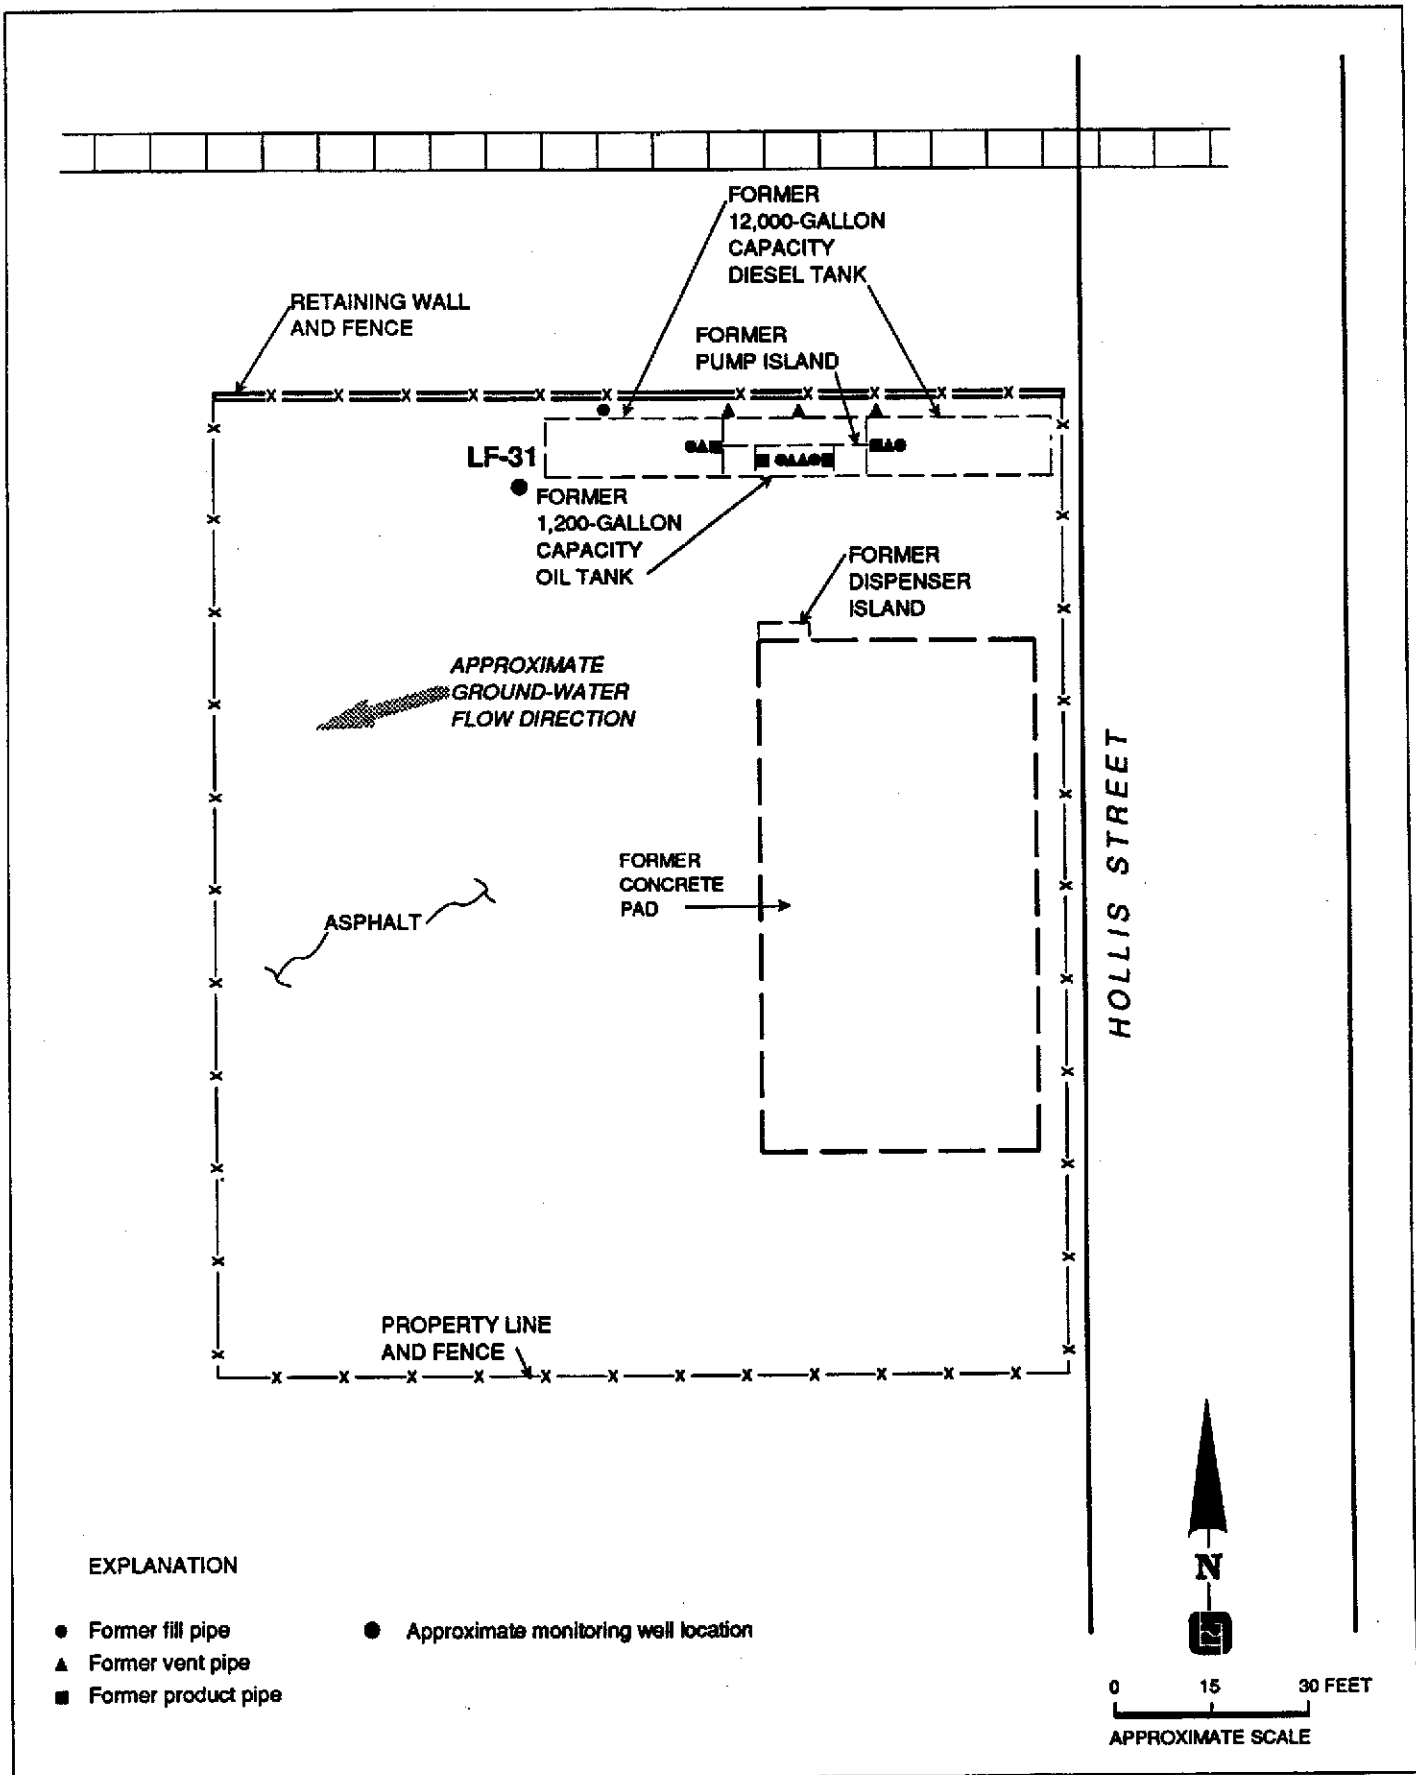 FORMER
12,000-GALLON
CAPACITY
DIESEL TANK
RETAINING WALL
AND FENCE
FORMER
PUMP ISLAND
LF-31
FORMER
1,200-GALLON
CAPACITY
OIL TANK
FORMER
DISPENSER
ISLAND
APPROXIMATE
GROUND-WATER
FLOW DIRECTION
HOLLIS STREET
FORMER
CONCRETE
PAD
ASPHALT
PROPERTY LINE
AND FENCE
N
EXPLANATION
Former fill pipe
Former vent pipe
Former product pipe
Approximate monitoring well location
0 15 30 FEET
APPROXIMATE SCALE